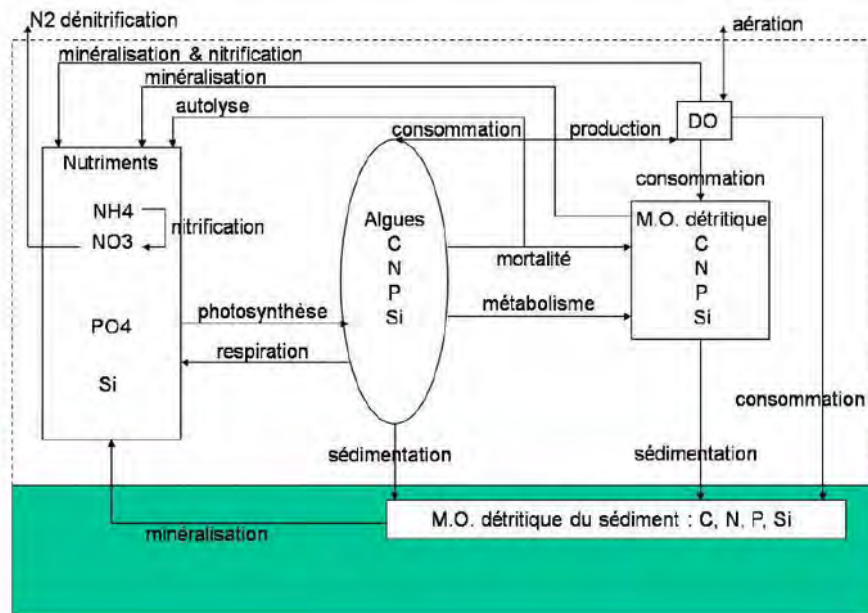 N2 dénitrification
aération
minéralisation & nitrification
minéralisation
autolyse
consommation
production
DO
Nutriments
consommation
NH4
nitrification
NO3
Algues
C
N
P
Si
M.O. détritique
C
N
P
Si
mortalité
métabolisme
photosynthèse
PO4
respiration
Si
consommation
sédimentation
sédimentation
M.O. détritique du sédiment : C, N, P, Si
minéralisation